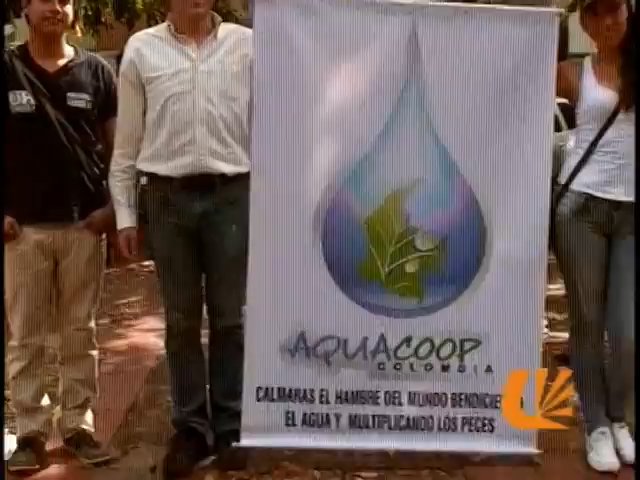 AQUACOOP
COLOMBIA
CALMARAS EL HAMBRE DEL MUNDO
EL AGUA Y MULTIPLICANDO LOS PECES